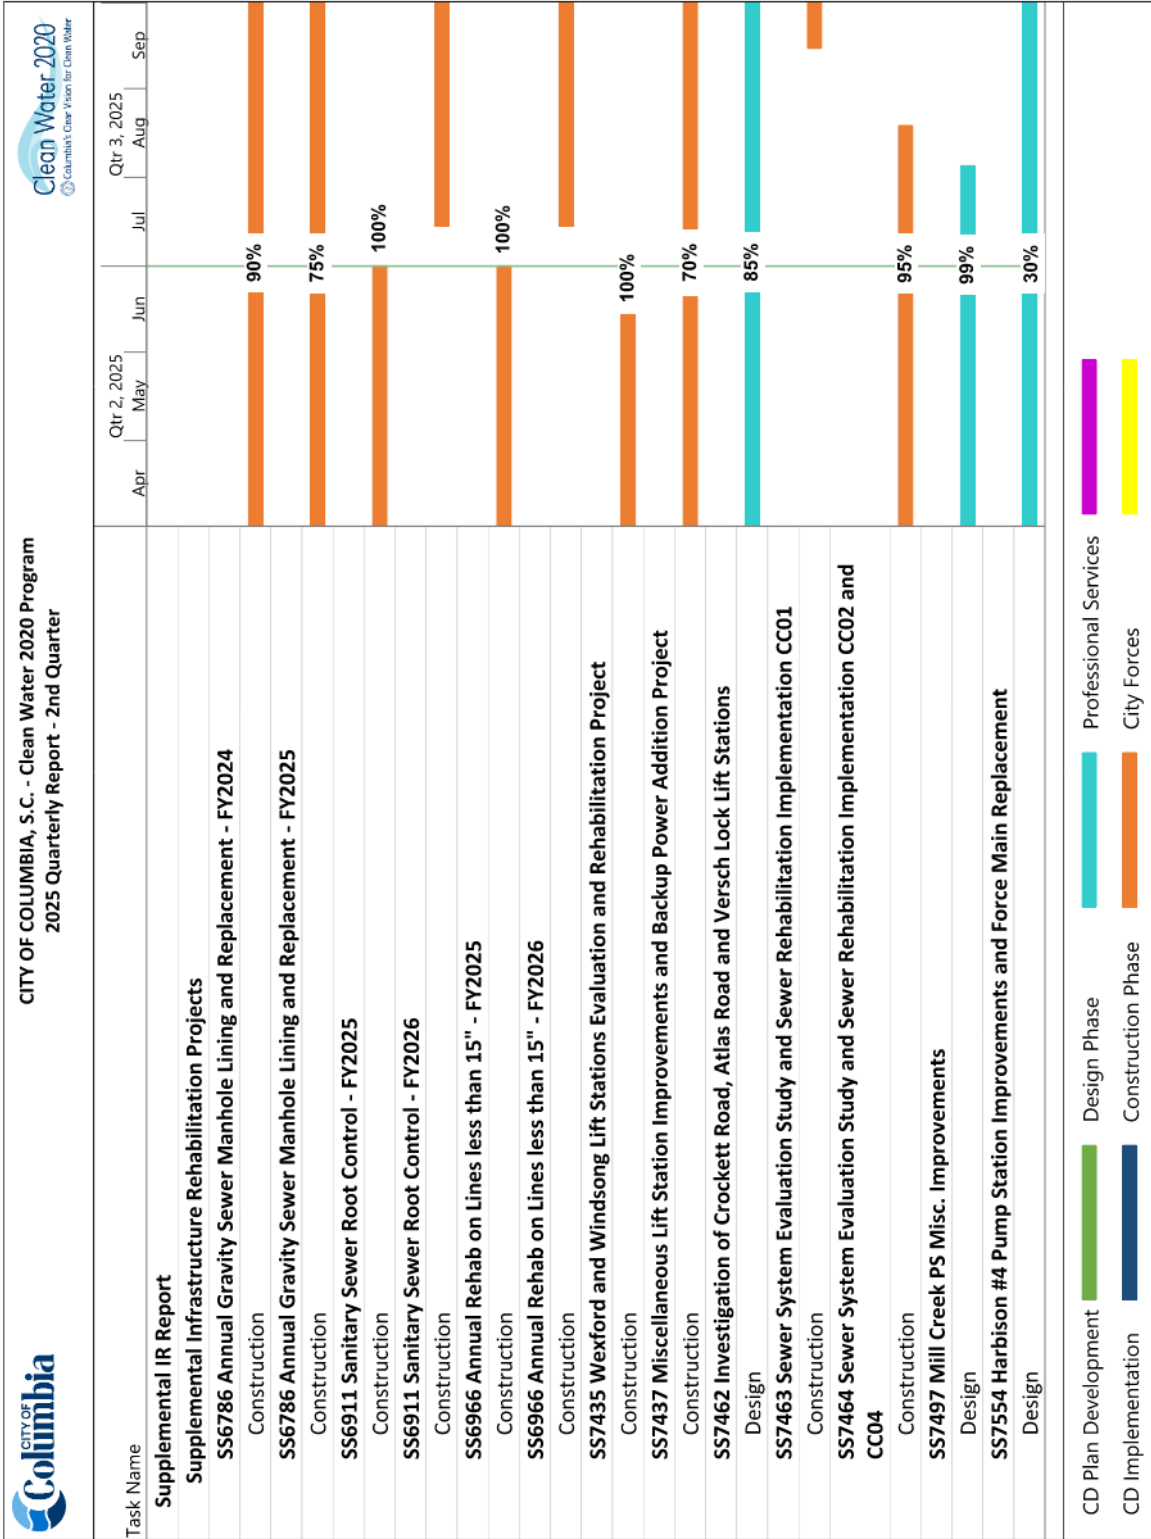 CITY OF
Columbia
CITY OF COLUMBIA, S.C. - Clean Water 2020 Program
2025 Quarterly Report - 2nd Quarter
Clean Water 2020
Columbia's Clear Vision for Clean Water
Task Name
Qtr 2, 2025
Qtr 3, 2025
Apr
May
Jun
Jul
Aug
Sep
Supplemental IR Report
Supplemental Infrastructure Rehabilitation Projects
SS6786 Annual Gravity Sewer Manhole Lining and Replacement - FY2024
Construction
90%
SS6786 Annual Gravity Sewer Manhole Lining and Replacement - FY2025
Construction
75%
SS6911 Sanitary Sewer Root Control - FY2025
Construction
100%
SS6911 Sanitary Sewer Root Control - FY2026
Construction
SS6966 Annual Rehab on Lines less than 15" - FY2025
Construction
100%
SS6966 Annual Rehab on Lines less than 15" - FY2026
Construction
SS7435 Wexford and Windsong Lift Stations Evaluation and Rehabilitation Project
Construction
100%
SS7437 Miscellaneous Lift Station Improvements and Backup Power Addition Project
Construction
70%
SS7462 Investigation of Crockett Road, Atlas Road and Versch Lock Lift Stations
Design
85%
SS7463 Sewer System Evaluation Study and Sewer Rehabilitation Implementation CC01
Construction
SS7464 Sewer System Evaluation Study and Sewer Rehabilitation Implementation CC02 and
CC04
Construction
95%
SS7497 Mill Creek PS Misc. Improvements
Design
99%
SS7554 Harbison #4 Pump Station Improvements and Force Main Replacement
Design
30%
CD Plan Development
Design Phase
Professional Services
CD Implementation
Construction Phase
City Forces